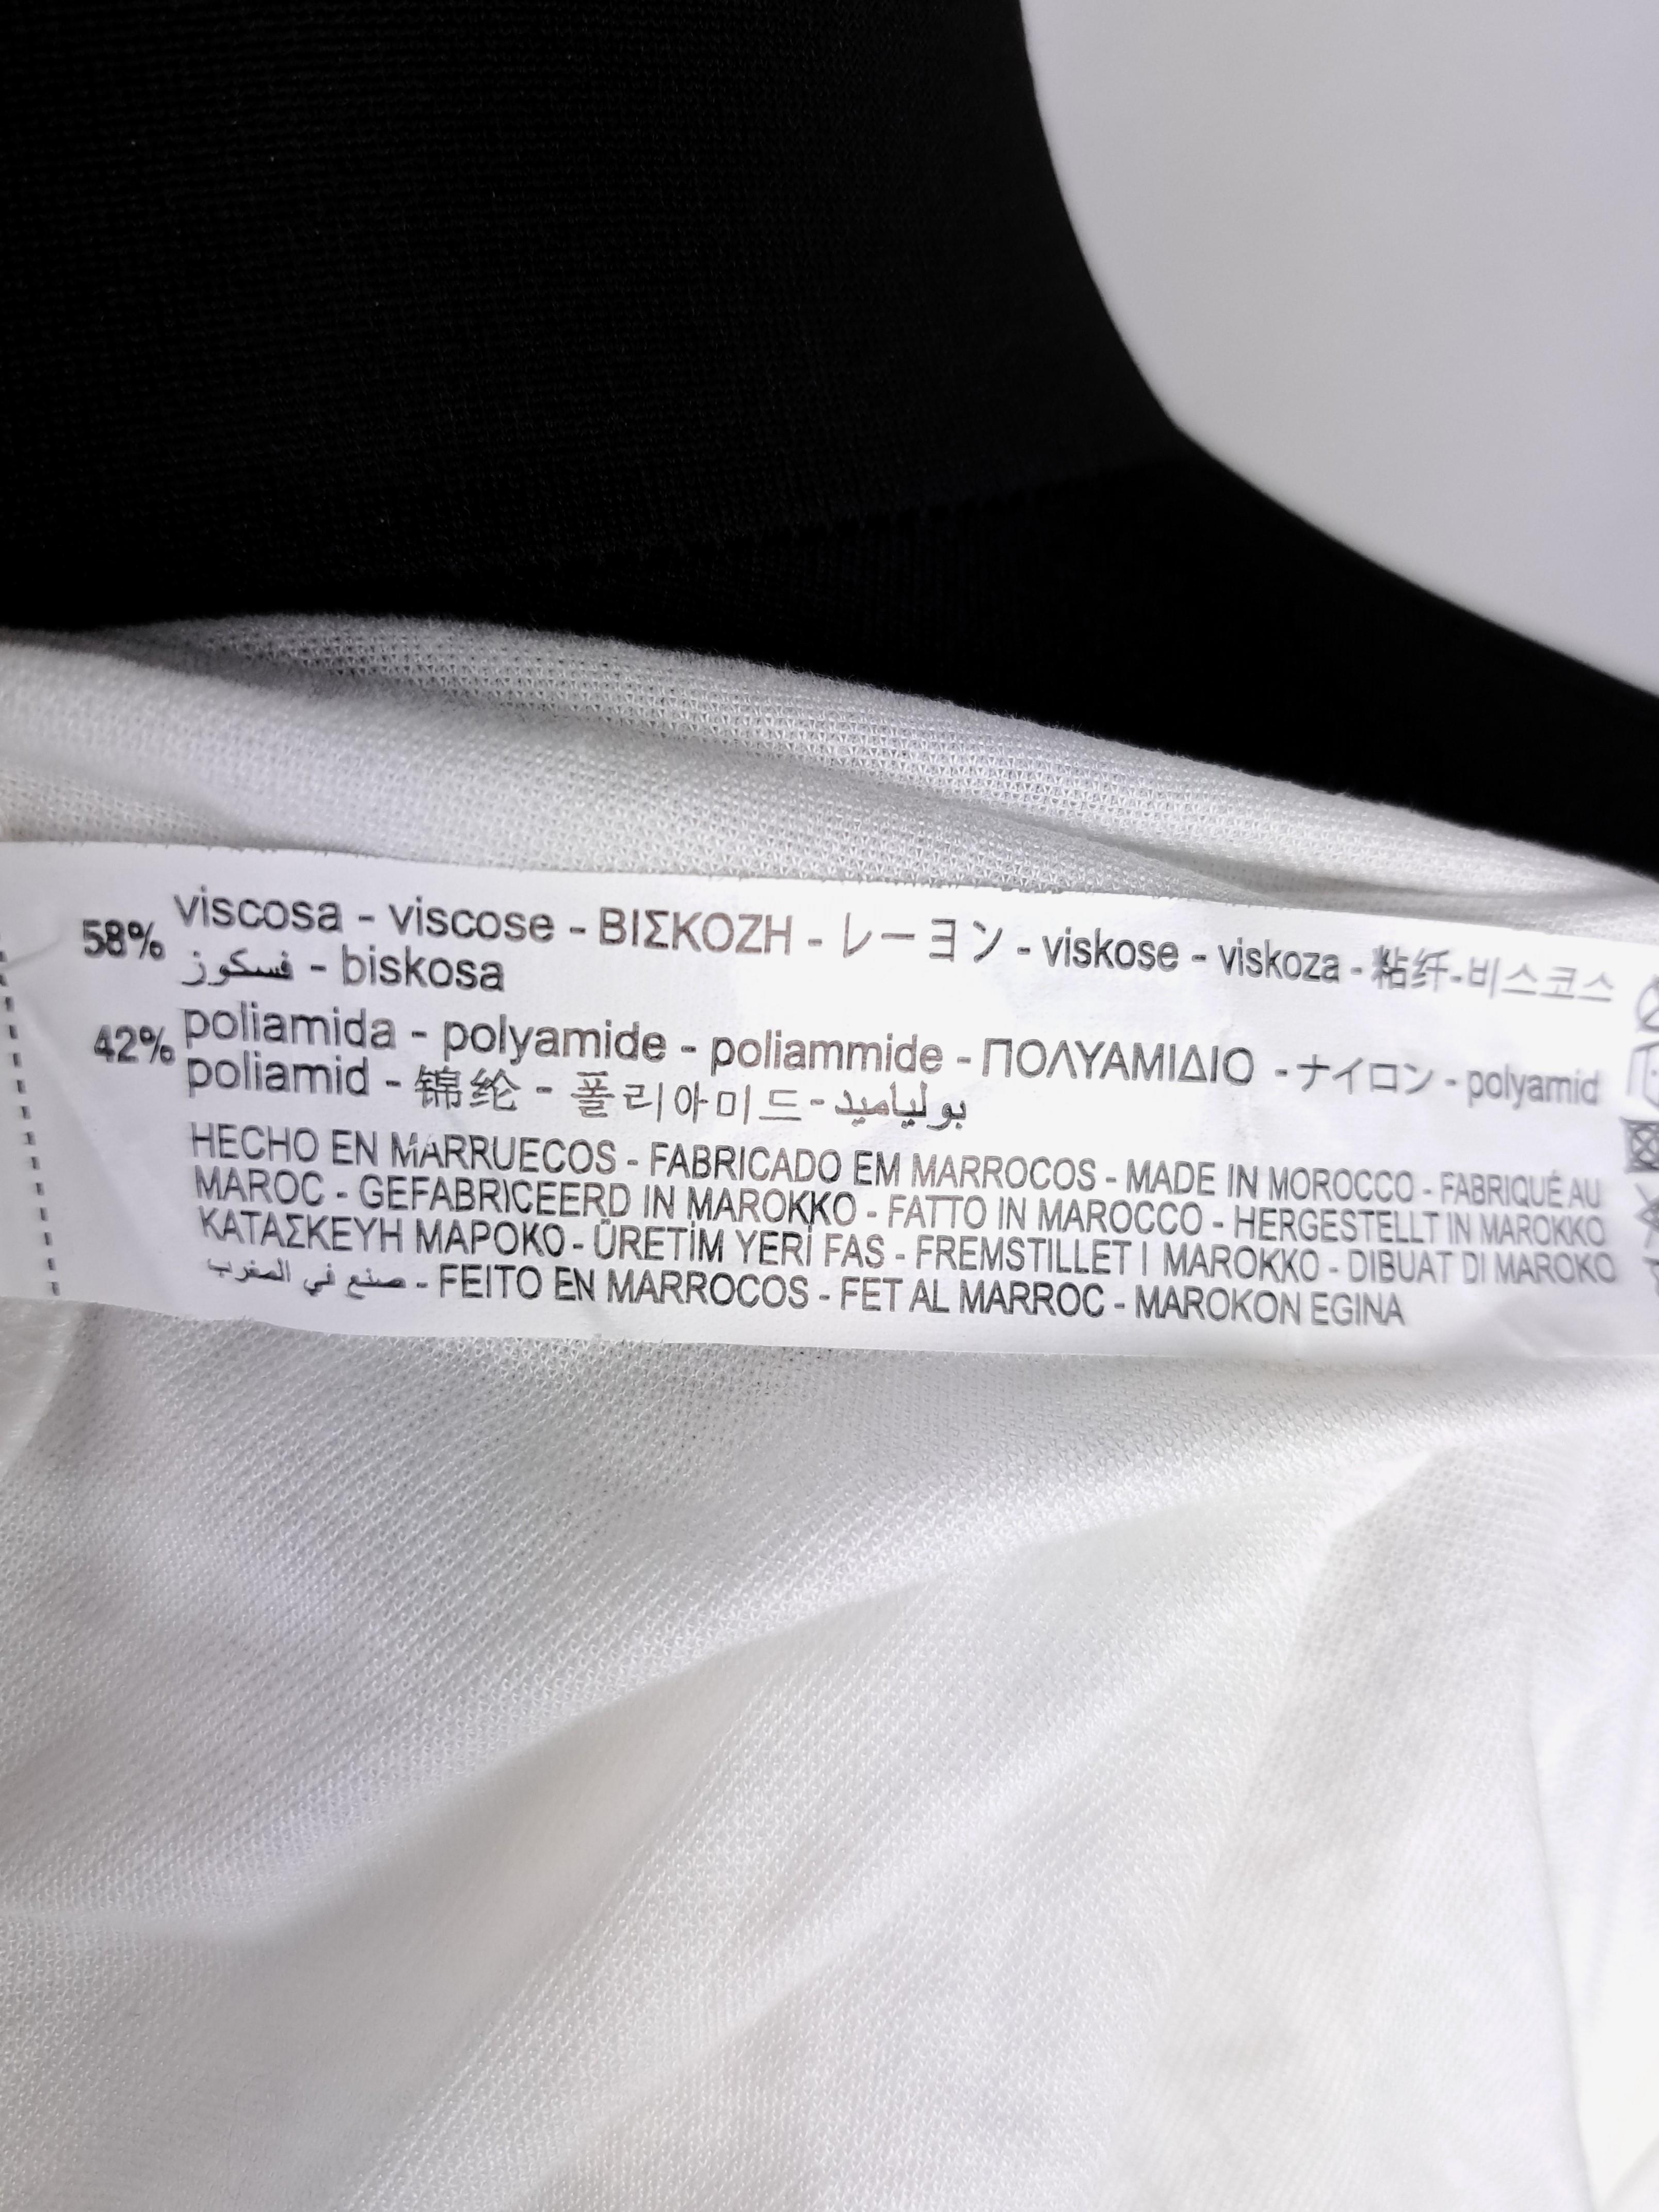 58% viscosa - viscose - ΒΙΣΚΟΖΗ - レーヨン - viskose - viskoza - 粘纤 - 비스코스
فسكوز - biskosa
42% poliamida - polyamide - poliammide - ΠΟΛΥΑΜΙΔΙΟ - ナイロン - polyamid
poliamid - 锦纶 - 폴리아미드 - بولياميد
HECHO EN MARRUECOS - FABRICADO EM MARROCOS - MADE IN MOROCCO - FABRIQUÉ AU
MAROC - GEFABRICEERD IN MAROKKO - FATTO IN MAROCCO - HERGESTELLT IN MAROKKO
ΚΑΤΑΣΚΕΥΗ ΜΑΡΟΚΟ - ÜRETİM YERİ FAS - FREMSTILLET I MAROKKO - DIBUAT DI MAROKO
صنع في المغرب - FEITO EN MARROCOS - FET AL MARROC - MAROKON EGINA